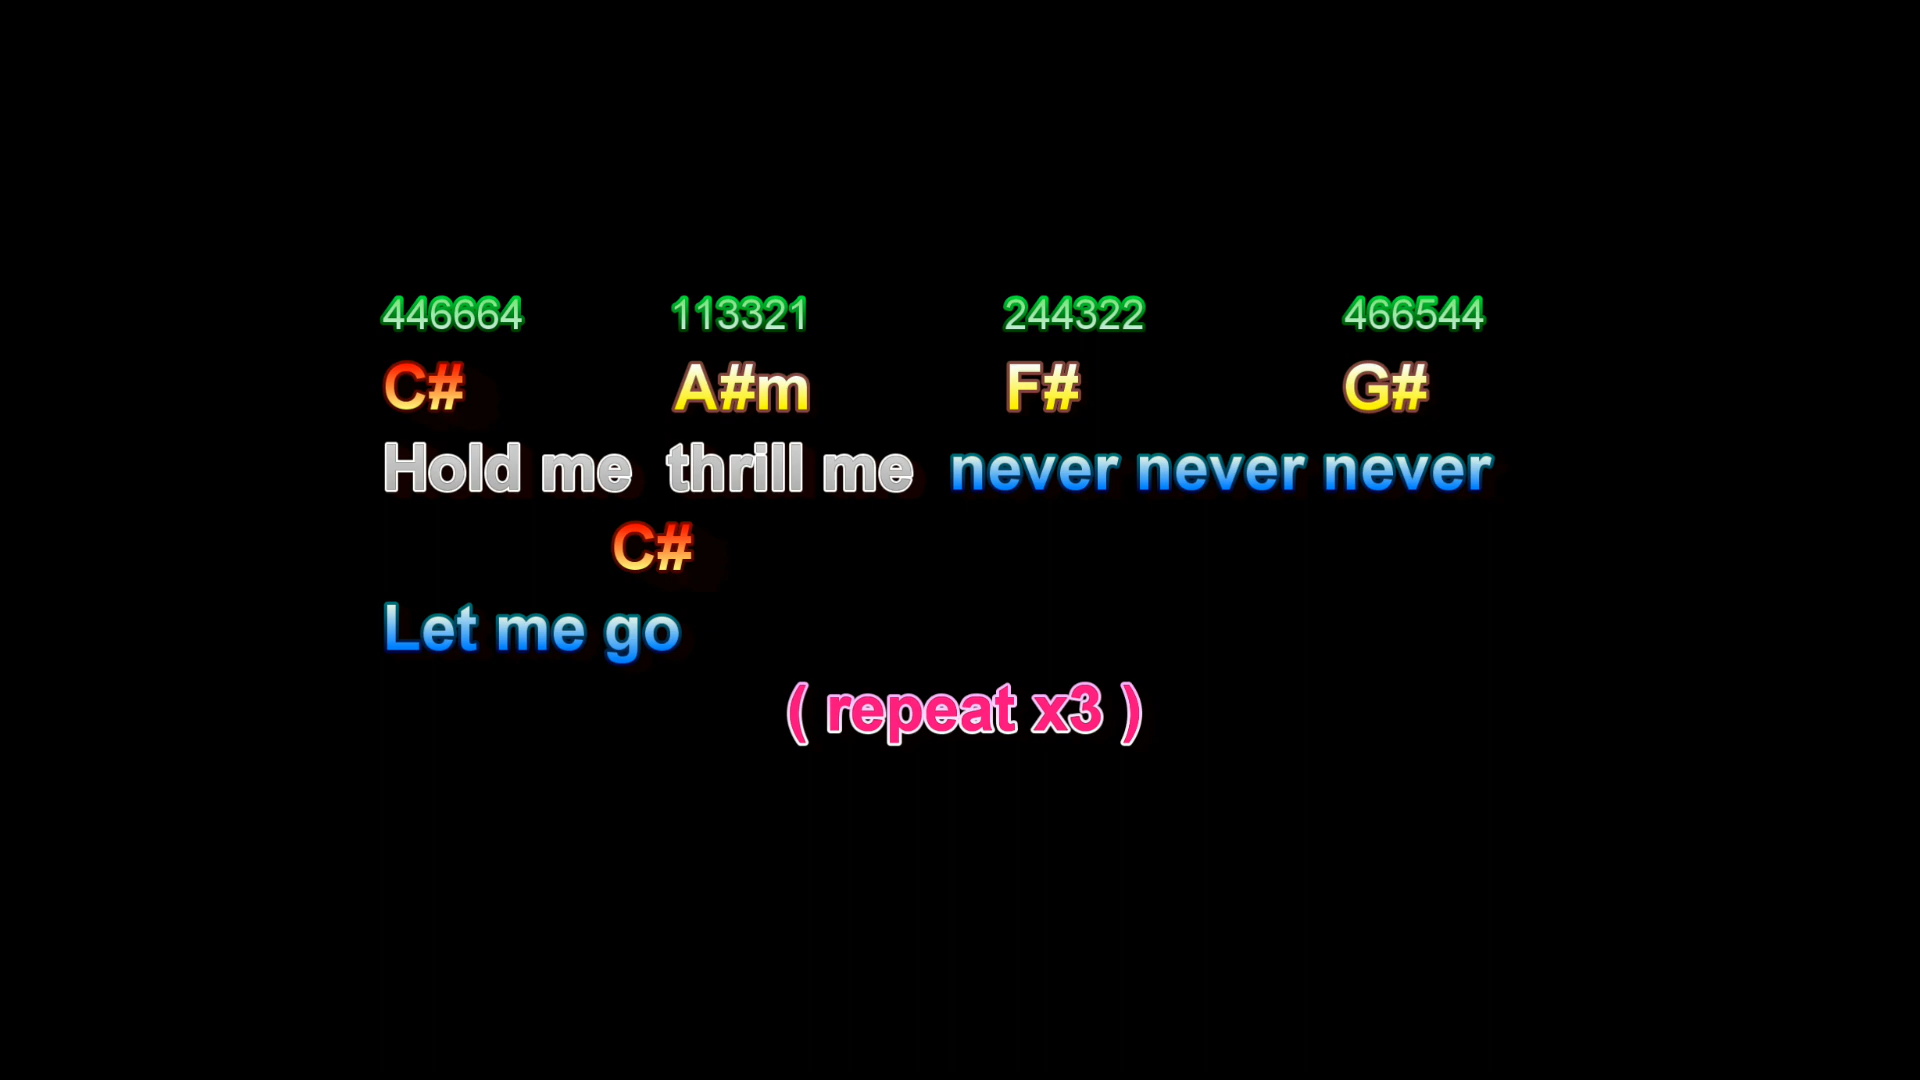 446664 113321 244322 466544
C# A#m F# G#
Hold me thrill me never never never
C#
Let me go
( repeat x3 )